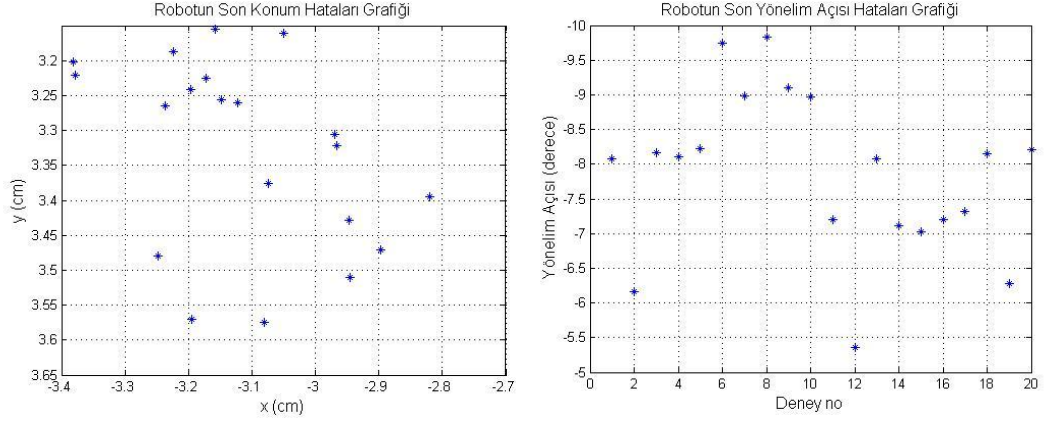 Robotun Son Konum Hataları Grafiği
3.2
3.25
3.3
3.35
3.4
3.45
3.5
3.55
3.6
3.65
y (cm)
-3.4 -3.3 -3.2 -3.1 -3 -2.9 -2.8 -2.7
x (cm)
Robotun Son Yönelim Açısı Hataları Grafiği
-10
-9.5
-9
-8.5
-8
-7.5
-7
-6.5
-6
-5.5
-5
Yönelim Açısı (derece)
0 2 4 6 8 10 12 14 16 18 20
Deney no